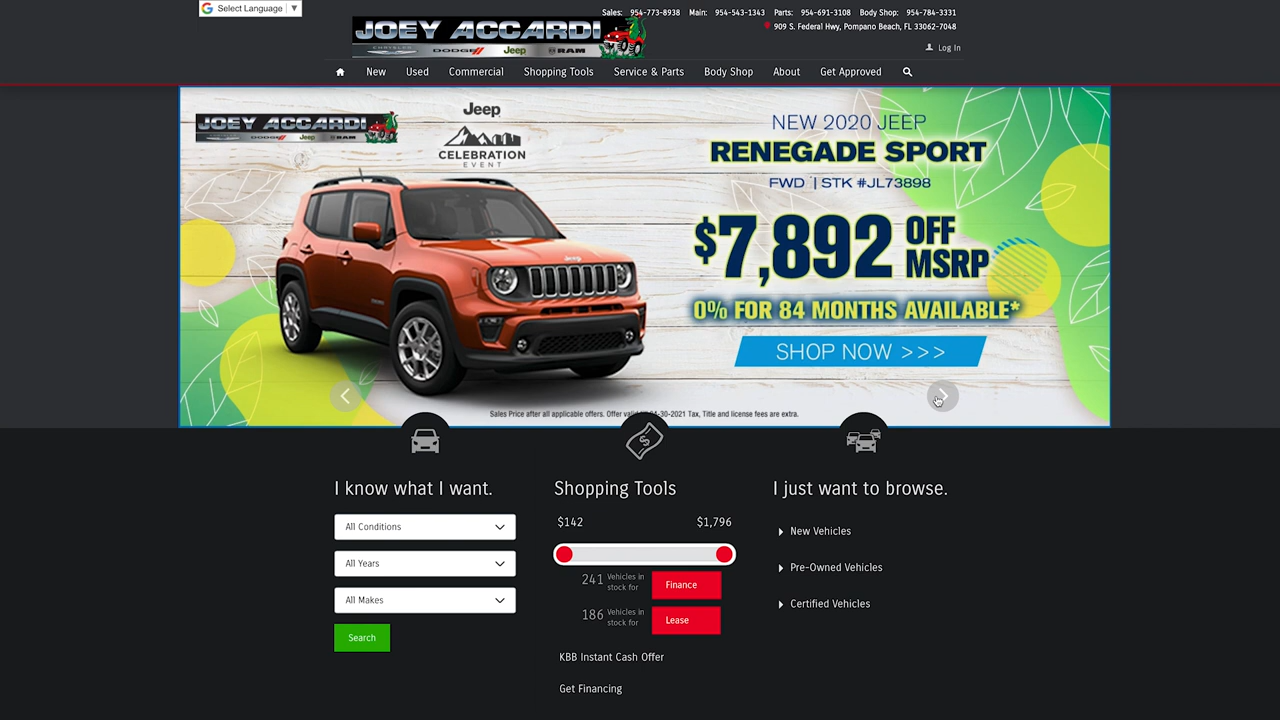 Select Language ▼
Sales: 954-773-8938 Main: 954-543-1343 Parts: 954-691-3108 Body Shop: 954-784-3331
JOEY ACCARDI
CHRYSLER DODGE Jeep RAM
909 S. Federal Hwy, Pompano Beach, FL 33062-7048
Log In
New Used Commercial Shopping Tools Service & Parts Body Shop About Get Approved
JOEY ACCARDI
DODGE Jeep RAM
Jeep
CELEBRATION
EVENT
NEW 2020 JEEP
RENEGADE SPORT
FWD | STK #JL73898
$7,892 OFF MSRP
0% FOR 84 MONTHS AVAILABLE*
SHOP NOW >>>
Sales Price after all applicable offers. Offer 30-2021 Tax, Title and license fees are extra.
I know what I want.
All Conditions
All Years
All Makes
Search
Shopping Tools
$142 $1,796
241 Vehicles in stock for Finance
186 Vehicles in stock for Lease
KBB Instant Cash Offer
Get Financing
I just want to browse.
New Vehicles
Pre-Owned Vehicles
Certified Vehicles